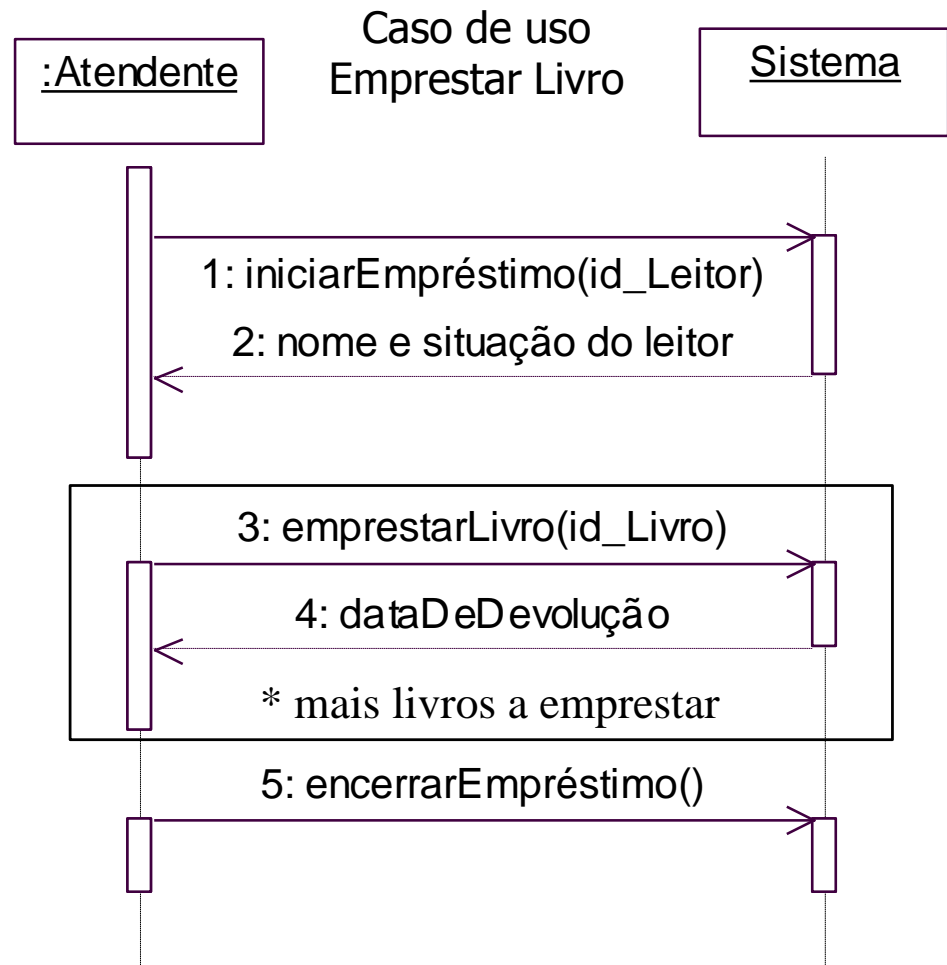 Caso de uso
Emprestar Livro
:Atendente
Sistema
1: iniciarEmpréstimo(id_Leitor)
2: nome e situação do leitor
3: emprestarLivro(id_Livro)
4: dataDeDevolução
* mais livros a emprestar
5: encerrarEmpréstimo()